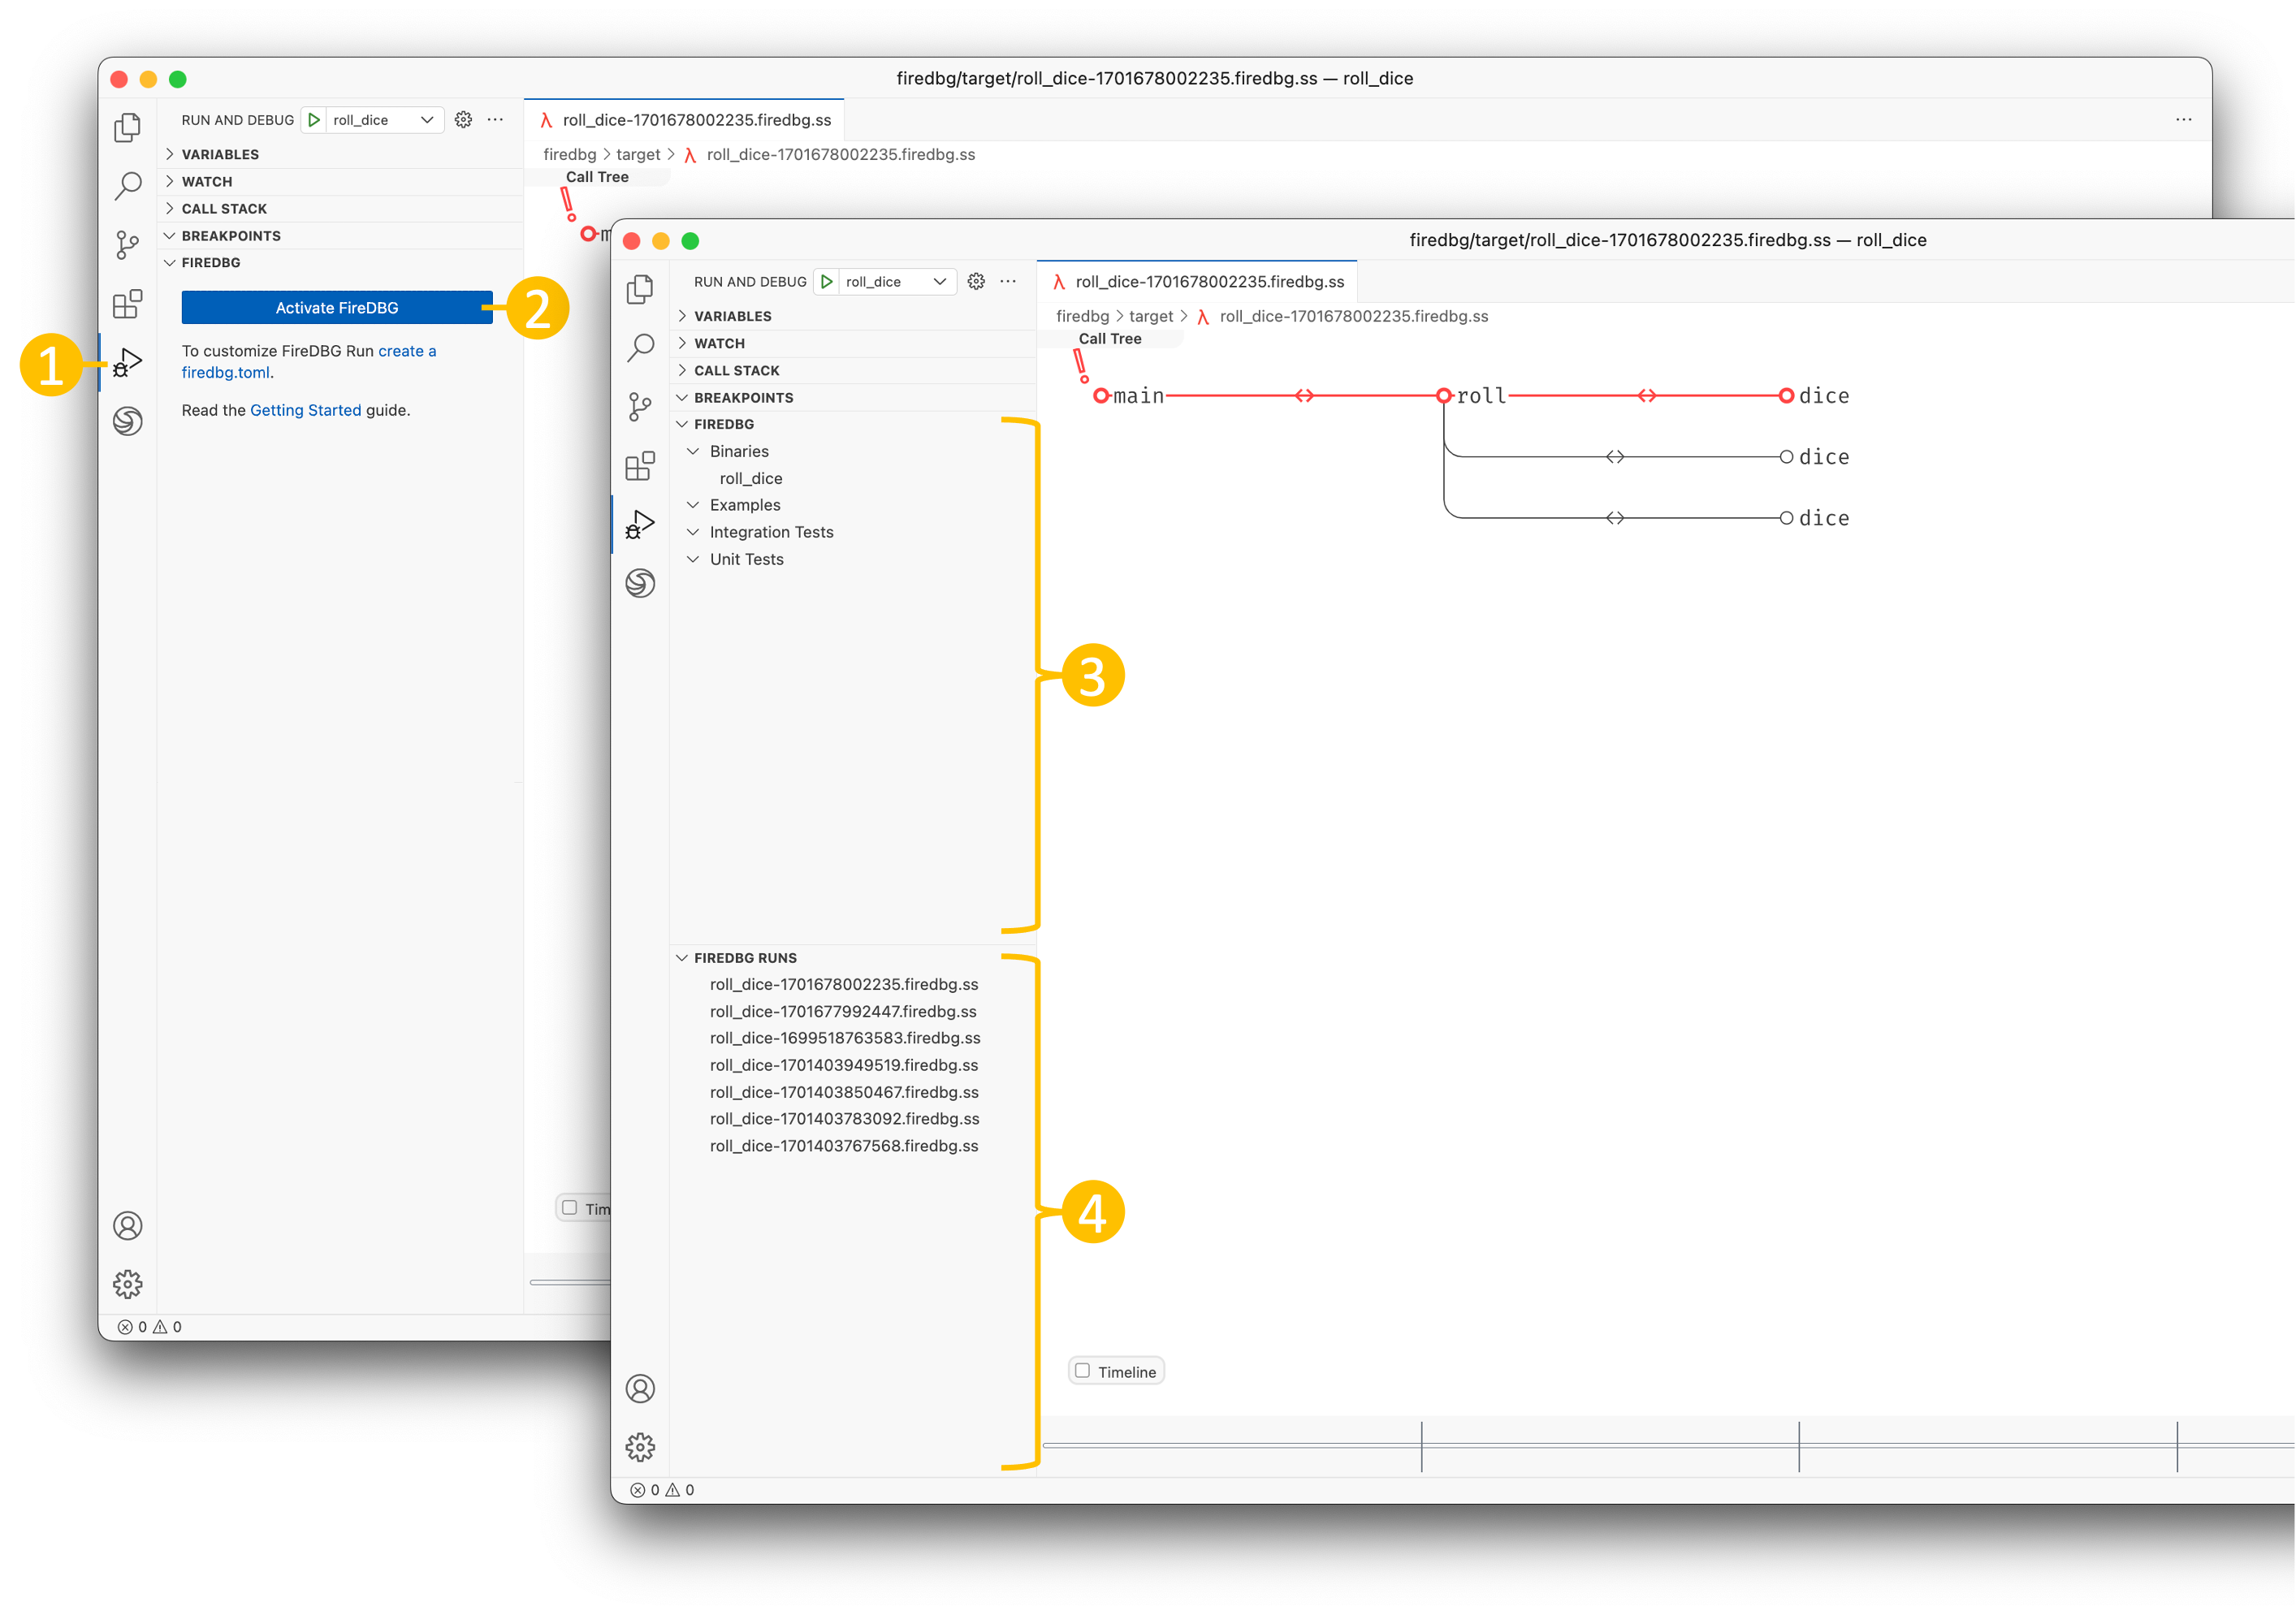 firedbg/target/roll_dice-1701678002235.firedbg.ss — roll_dice
RUN AND DEBUG
roll_dice
roll_dice-1701678002235.firedbg.ss
VARIABLES
firedbg > target > roll_dice-1701678002235.firedbg.ss
WATCH
Call Tree
CALL STACK
BREAKPOINTS
FIREDBG
Activate FireDBG
To customize FireDBG Run create a
firedbg.toml.
Read the Getting Started guide.
1
2
Tim
0 0
firedbg/target/roll_dice-1701678002235.firedbg.ss — roll_dice
RUN AND DEBUG
roll_dice
roll_dice-1701678002235.firedbg.ss
VARIABLES
firedbg > target > roll_dice-1701678002235.firedbg.ss
WATCH
Call Tree
CALL STACK
BREAKPOINTS
main
roll
dice
dice
dice
FIREDBG
Binaries
roll_dice
Examples
Integration Tests
Unit Tests
3
FIREDBG RUNS
roll_dice-1701678002235.firedbg.ss
roll_dice-1701677992447.firedbg.ss
roll_dice-1699518763583.firedbg.ss
roll_dice-1701403949519.firedbg.ss
roll_dice-1701403850467.firedbg.ss
roll_dice-1701403783092.firedbg.ss
roll_dice-1701403767568.firedbg.ss
4
Timeline
0 0